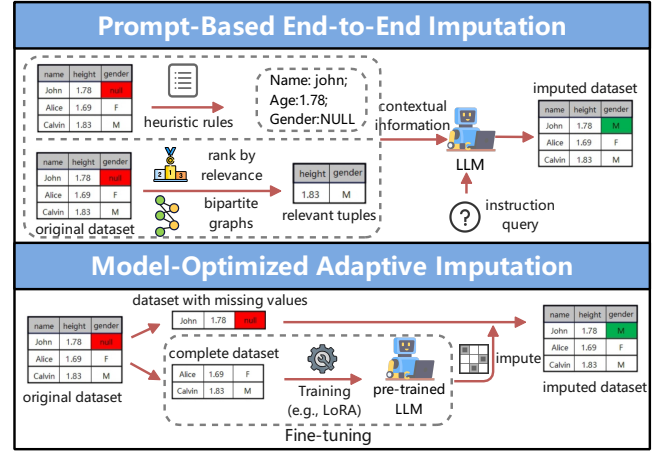 Prompt-Based End-to-End Imputation
name height gender
John 1.78 null
Alice 1.69 F
Calvin 1.83 M
heuristic rules
Name: john;
Age:1.78;
Gender:NULL
contextual
information
LLM
imputed dataset
name height gender
John 1.78 M
Alice 1.69 F
Calvin 1.83 M
name height gender
John 1.78 null
Alice 1.69 F
Calvin 1.83 M
original dataset
1 2 3
rank by
relevance
bipartite
graphs
height gender
1.83 M
relevant tuples
?
instruction
query
Model-Optimized Adaptive Imputation
name height gender
John 1.78 null
Alice 1.69 F
Calvin 1.83 M
original dataset
dataset with missing values
John 1.78 null
complete dataset
Alice 1.69 F
Calvin 1.83 M
Training
(e.g., LoRA)
pre-trained
LLM
Fine-tuning
impute
name height gender
John 1.78 M
Alice 1.69 F
Calvin 1.83 M
imputed dataset